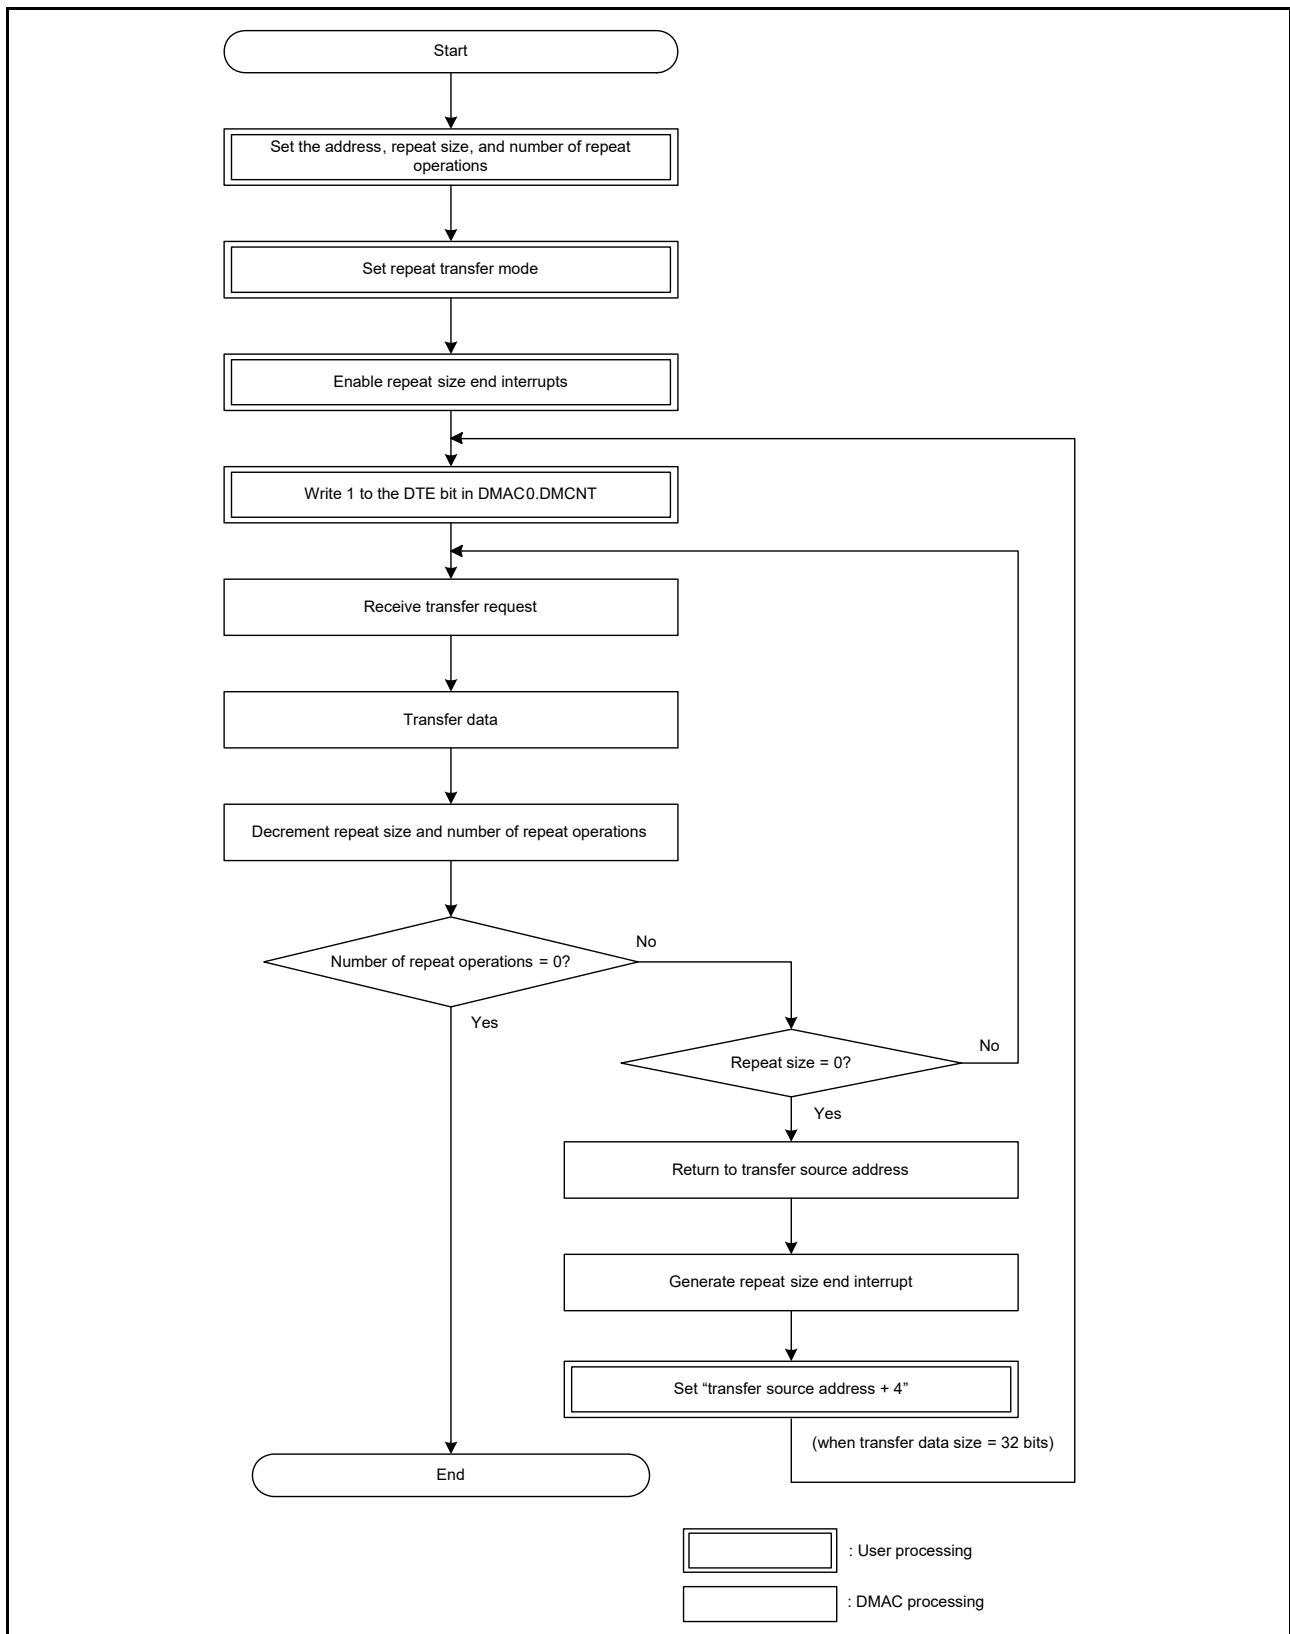 Start
Set the address, repeat size, and number of repeat
operations
Set repeat transfer mode
Enable repeat size end interrupts
Write 1 to the DTE bit in DMAC0.DMCNT
Receive transfer request
Transfer data
Decrement repeat size and number of repeat operations
Number of repeat operations = 0?
No
Yes
Repeat size = 0?
No
Yes
Return to transfer source address
Generate repeat size end interrupt
Set “transfer source address + 4”
(when transfer data size = 32 bits)
End
: User processing
: DMAC processing